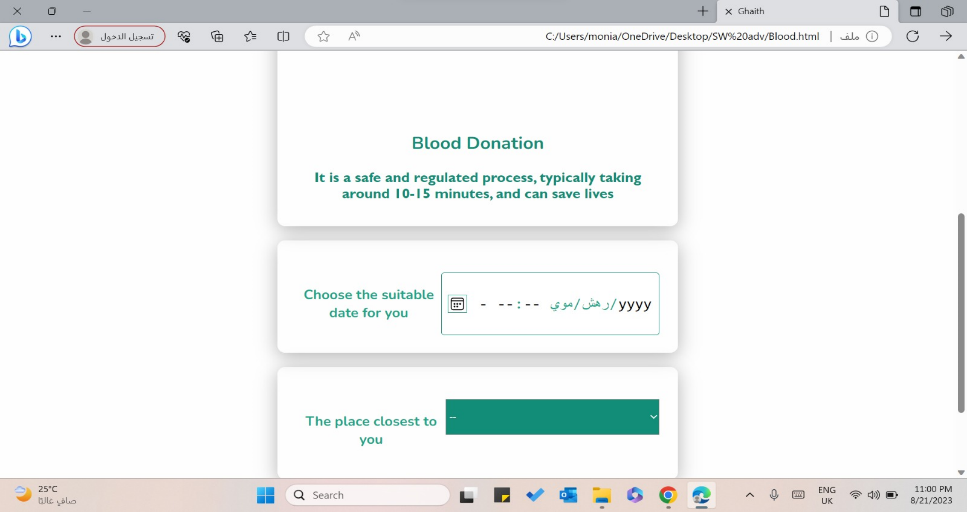 Ghaith
تسجيل الدخول
C:/Users/monia/OneDrive/Desktop/SW%20adv/Blood.html | ملف
Blood Donation
It is a safe and regulated process, typically taking
around 10-15 minutes, and can save lives
Choose the suitable
date for you
yyyy/رهش/موي --:-- -
The place closest to
you
--
25°C
صافٍ غالبًا
Search
ENG
UK
11:00 PM
8/21/2023